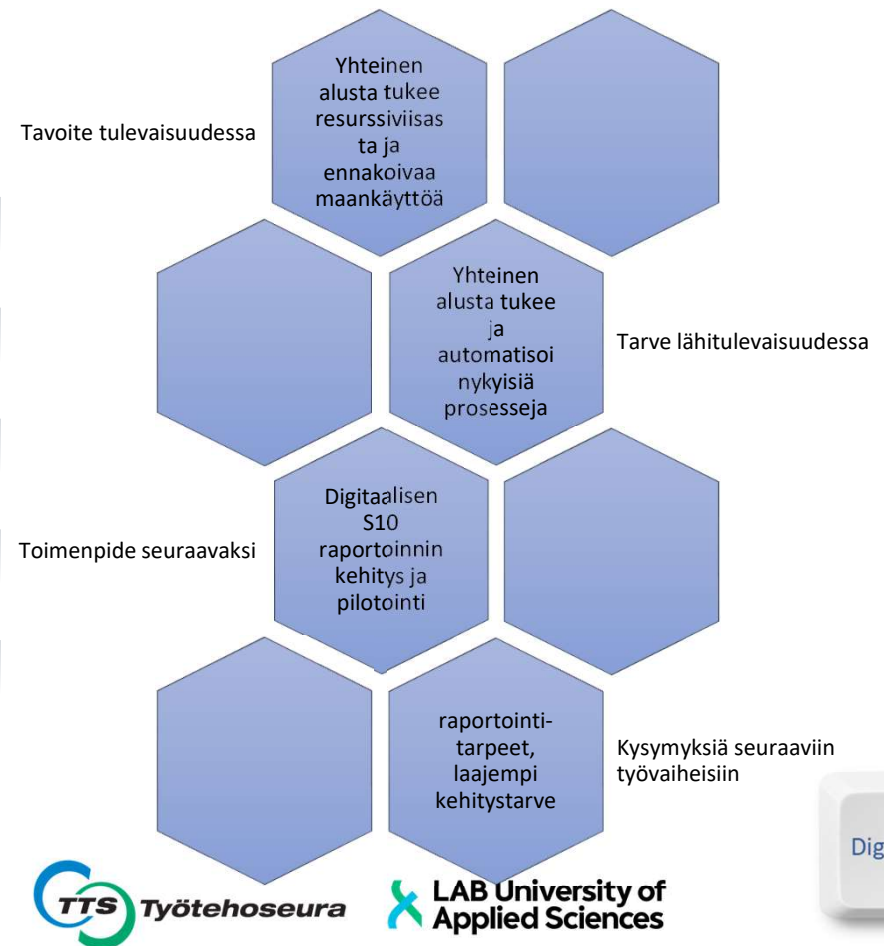 Yhteinen
alusta tukee
resurssiviisas
ta ja
ennakoivaa
maankäyttöä
Tavoite tulevaisuudessa
Yhteinen
alusta tukee
ja
automatisoi
nykyisiä
prosesseja
Tarve lähitulevaisuudessa
Digitaalisen
S10
raportoinnin
kehitys ja
pilotointi
Toimenpide seuraavaksi
raportointi-
tarpeet,
laajempi
kehitystarve
Kysymyksiä seuraaviin
työvaiheisiin
Dig
TTS Työtehoseura
LAB University of
Applied Sciences